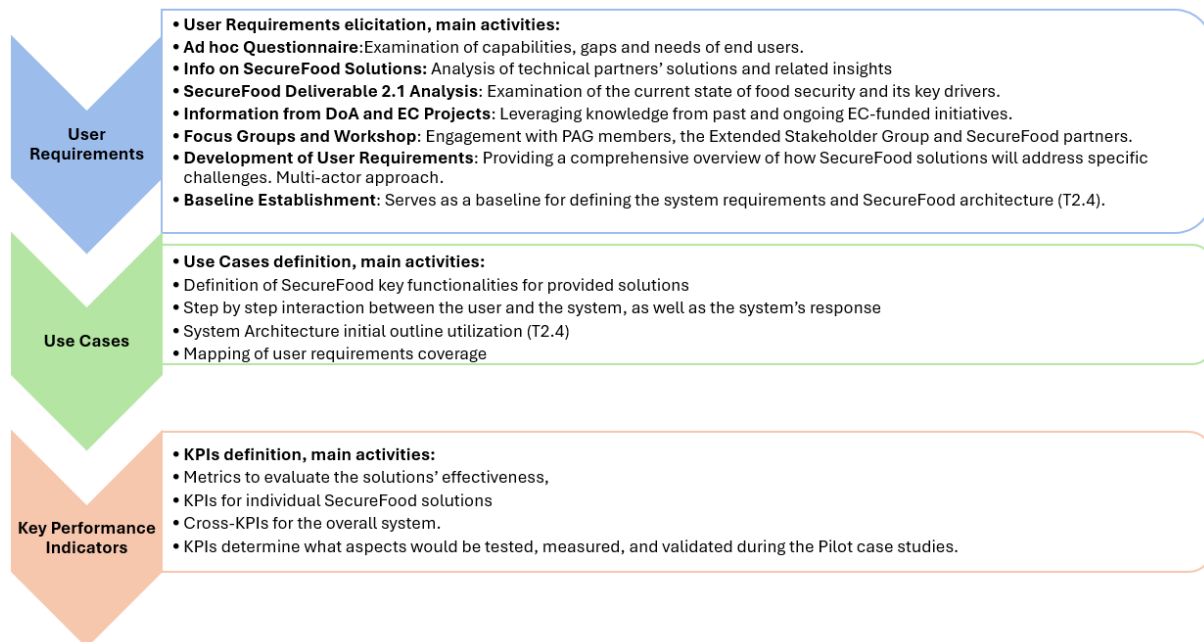 User
Requirements
• User Requirements elicitation, main activities:
• Ad hoc Questionnaire:Examination of capabilities, gaps and needs of end users.
• Info on SecureFood Solutions: Analysis of technical partners’ solutions and related insights
• SecureFood Deliverable 2.1 Analysis: Examination of the current state of food security and its key drivers.
• Information from DoA and EC Projects: Leveraging knowledge from past and ongoing EC-funded initiatives.
• Focus Groups and Workshop: Engagement with PAG members, the Extended Stakeholder Group and SecureFood partners.
• Development of User Requirements: Providing a comprehensive overview of how SecureFood solutions will address specific
challenges. Multi-actor approach.
• Baseline Establishment: Serves as a baseline for defining the system requirements and SecureFood architecture (T2.4).
Use Cases
• Use Cases definition, main activities:
• Definition of SecureFood key functionalities for provided solutions
• Step by step interaction between the user and the system, as well as the system’s response
• System Architecture initial outline utilization (T2.4)
• Mapping of user requirements coverage
Key Performance
Indicators
• KPIs definition, main activities:
• Metrics to evaluate the solutions’ effectiveness,
• KPIs for individual SecureFood solutions
• Cross-KPIs for the overall system.
• KPIs determine what aspects would be tested, measured, and validated during the Pilot case studies.